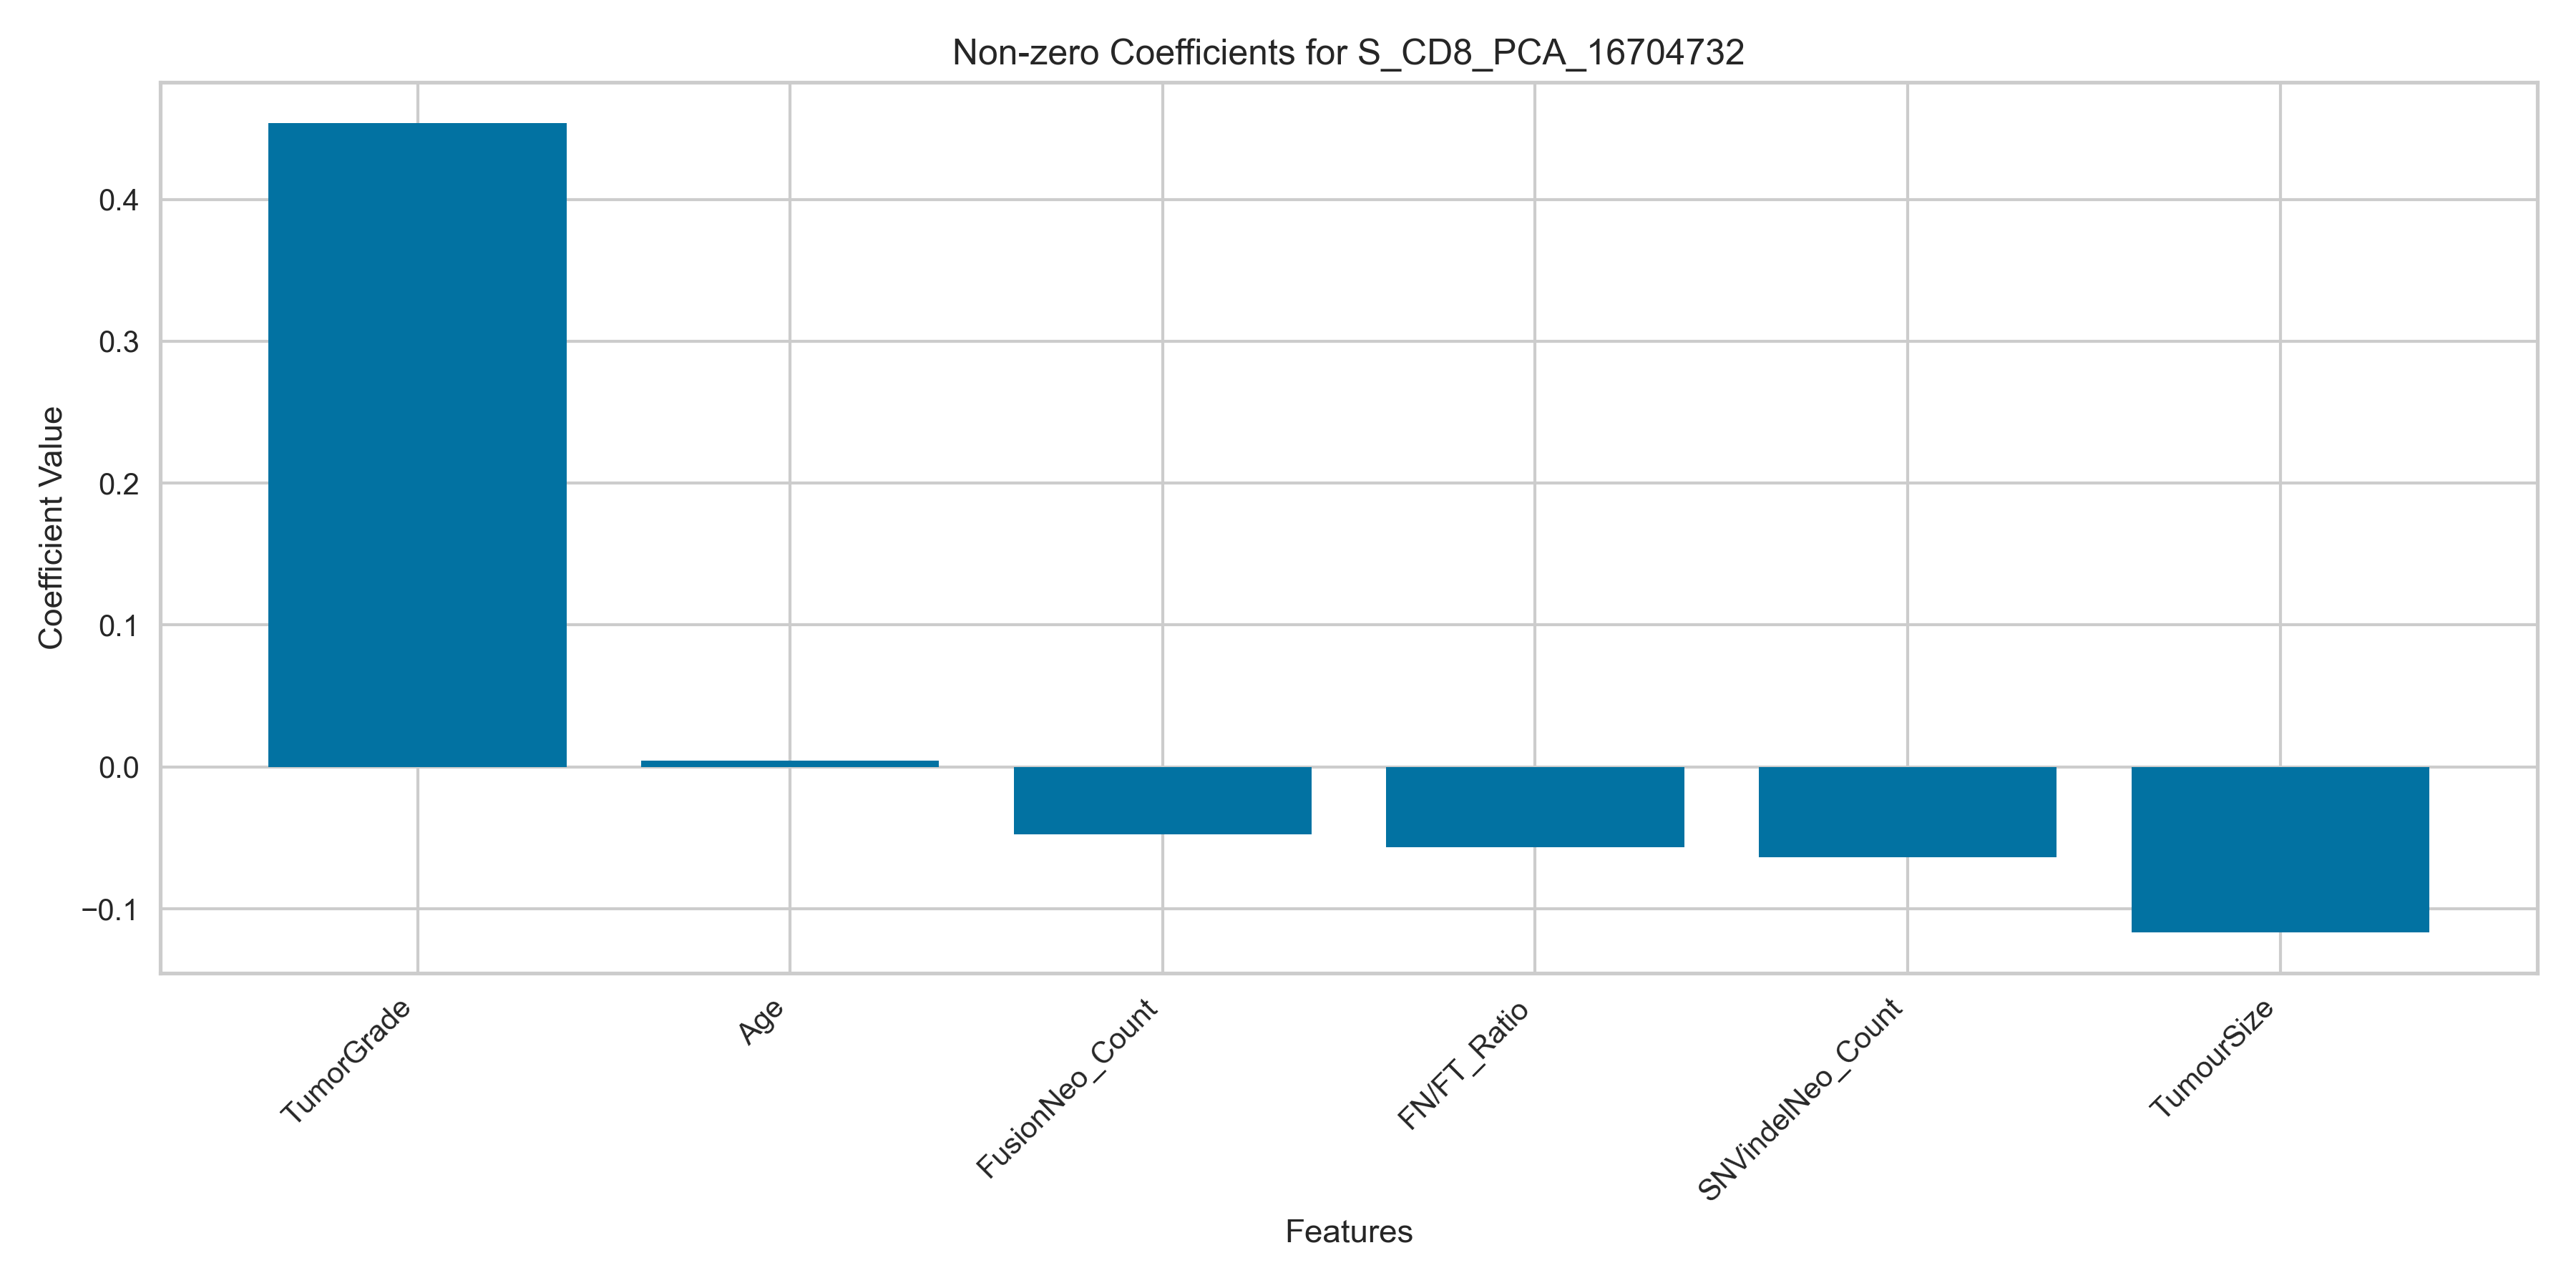 Non-zero Coefficients for S_CD8_PCA_16704732
Coefficient Value
0.4
0.3
0.2
0.1
0.0
−0.1
TumorGrade
Age
FusionNeo_Count
FN/FT_Ratio
SNVindelNeo_Count
TumourSize
Features